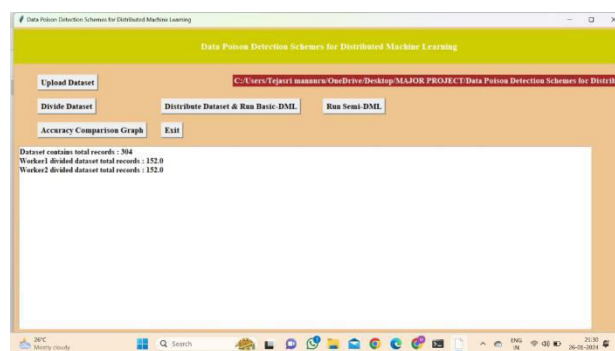 Data Poison Detection Schemes for Distributed Machine Learning
Data Poison Detection Schemes for Distributed Machine Learning
Upload Dataset
C:/Users/Tejasri mannuru/OneDrive/Desktop/MAJOR PROJECT/Data Poison Detection Schemes for Distrib
Divide Dataset
Distribute Dataset & Run Basic-DML
Run Semi-DML
Accuracy Comparison Graph
Exit
Dataset contains total records : 304
Worker1 divided dataset total records : 152.0
Worker2 divided dataset total records : 152.0
26°C
Mostly cloudy
Search
ENG
IN
21:30
26-01-2024